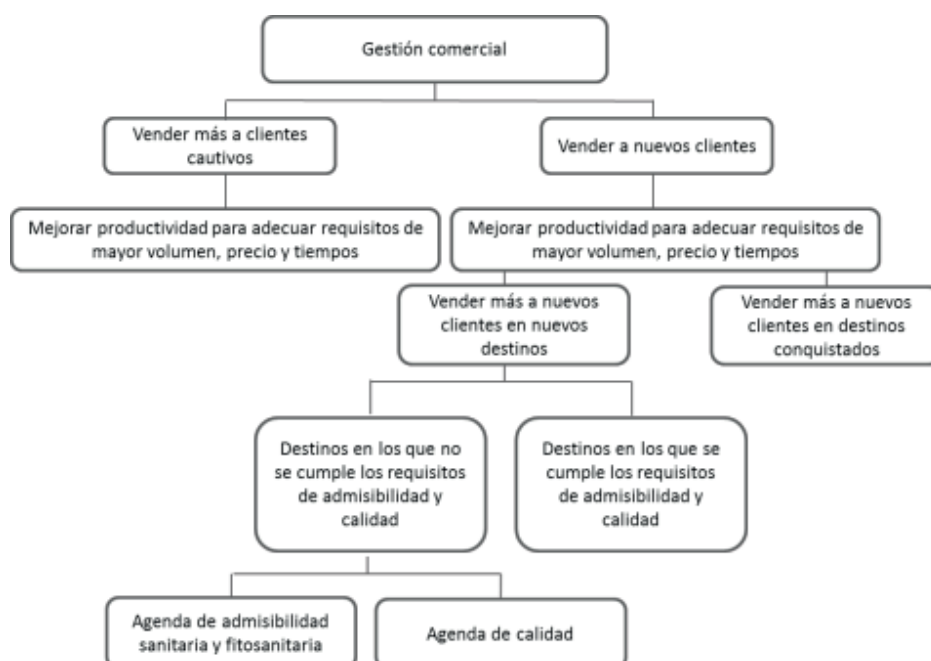 Gestión comercial
Vender más a clientes
cautivos
Vender a nuevos clientes
Mejorar productividad para adecuar requisitos de
mayor volumen, precio y tiempos
Mejorar productividad para adecuar requisitos de
mayor volumen, precio y tiempos
Vender más a nuevos
clientes en nuevos
destinos
Vender más a nuevos
clientes en destinos
conquistados
Destinos en los que no
se cumple los requisitos
de admisibilidad y
calidad
Destinos en los que se
cumple los requisitos
de admisibilidad y
calidad
Agenda de admisibilidad
sanitaria y fitosanitaria
Agenda de calidad